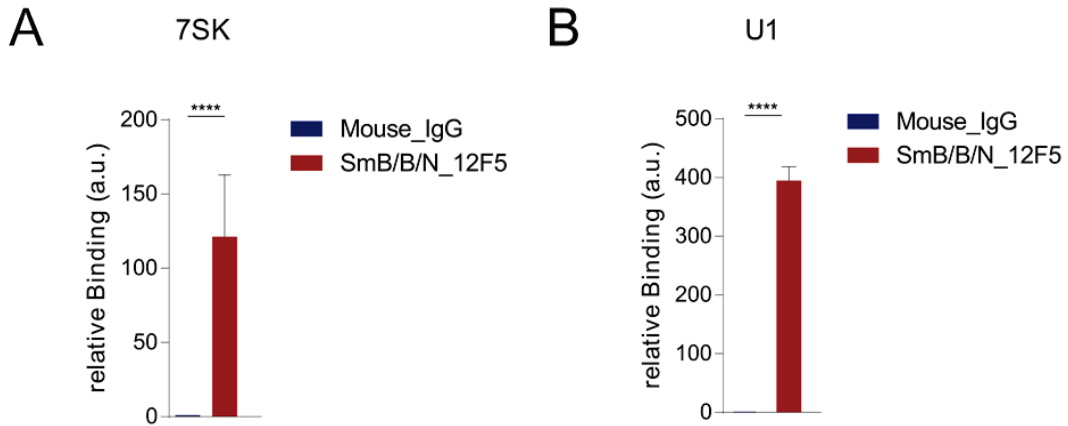 A
7SK
relative Binding (a.u.)
200
150
100
50
0
****
Mouse_IgG
SmB/B/N_12F5
B
U1
relative Binding (a.u.)
500
400
300
200
100
0
****
Mouse_IgG
SmB/B/N_12F5